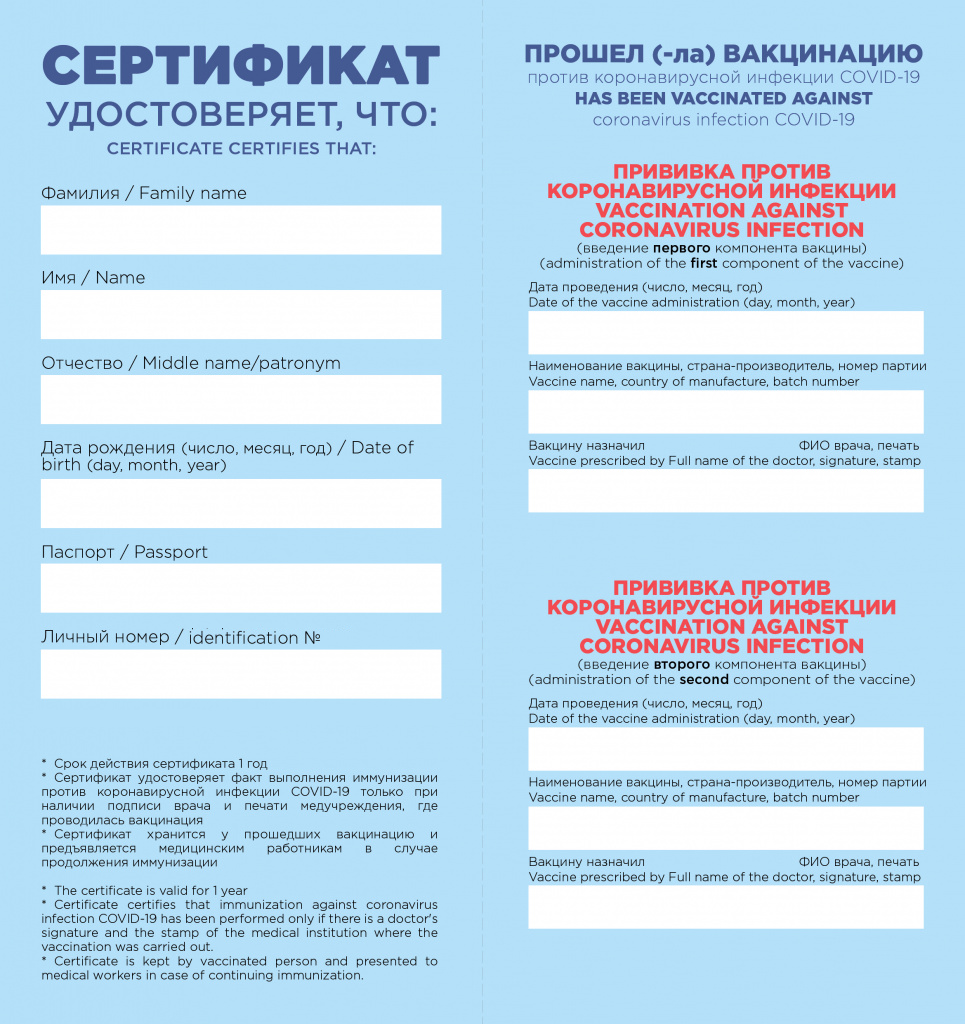 СЕРТИФИКАТ
УДОСТОВЕРЯЕТ, ЧТО:
CERTIFICATE CERTIFIES THAT:
Фамилия / Family name
Имя / Name
Отчество / Middle name/patronym
Дата рождения (число, месяц, год) / Date of
birth (day, month, year)
Паспорт / Passport
Личный номер / identification №
* Срок действия сертификата 1 год
* Сертификат удостоверяет факт выполнения иммунизации
против коронавирусной инфекции COVID-19 только при
наличии подписи врача и печати медучреждения, где
проводилась вакцинация
* Сертификат хранится у прошедших вакцинацию и
предъявляется медицинским работникам в случае
продолжения иммунизации
* The certificate is valid for 1 year
* Certificate certifies that immunization against coronavirus
infection COVID-19 has been performed only if there is a doctor's
signature and the stamp of the medical institution where the
vaccination was carried out.
* Certificate is kept by vaccinated person and presented to
medical workers in case of continuing immunization.
ПРОШЕЛ (-ла) ВАКЦИНАЦИЮ
против коронавирусной инфекции COVID-19
HAS BEEN VACCINATED AGAINST
coronavirus infection COVID-19
ПРИВИВКА ПРОТИВ
КОРОНАВИРУСНОЙ ИНФЕКЦИИ
VACCINATION AGAINST
CORONAVIRUS INFECTION
(введение первого компонента вакцины)
(administration of the first component of the vaccine)
Дата проведения (число, месяц, год)
Date of the vaccine administration (day, month, year)
Наименование вакцины, страна-производитель, номер партии
Vaccine name, country of manufacture, batch number
Вакцину назначил ФИО врача, печать
Vaccine prescribed by Full name of the doctor, signature, stamp
ПРИВИВКА ПРОТИВ
КОРОНАВИРУСНОЙ ИНФЕКЦИИ
VACCINATION AGAINST
CORONAVIRUS INFECTION
(введение второго компонента вакцины)
(administration of the second component of the vaccine)
Дата проведения (число, месяц, год)
Date of the vaccine administration (day, month, year)
Наименование вакцины, страна-производитель, номер партии
Vaccine name, country of manufacture, batch number
Вакцину назначил ФИО врача, печать
Vaccine prescribed by Full name of the doctor, signature, stamp